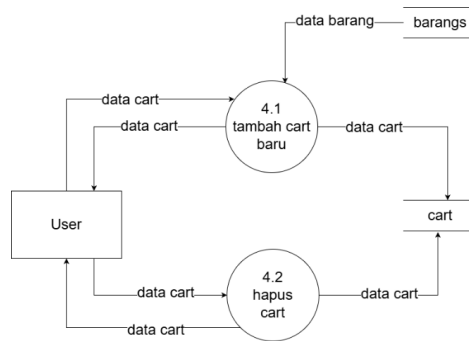 data barang
barangs
data cart
4.1
tambah cart
baru
data cart
data cart
User
cart
4.2
hapus
cart
data cart
data cart
data cart